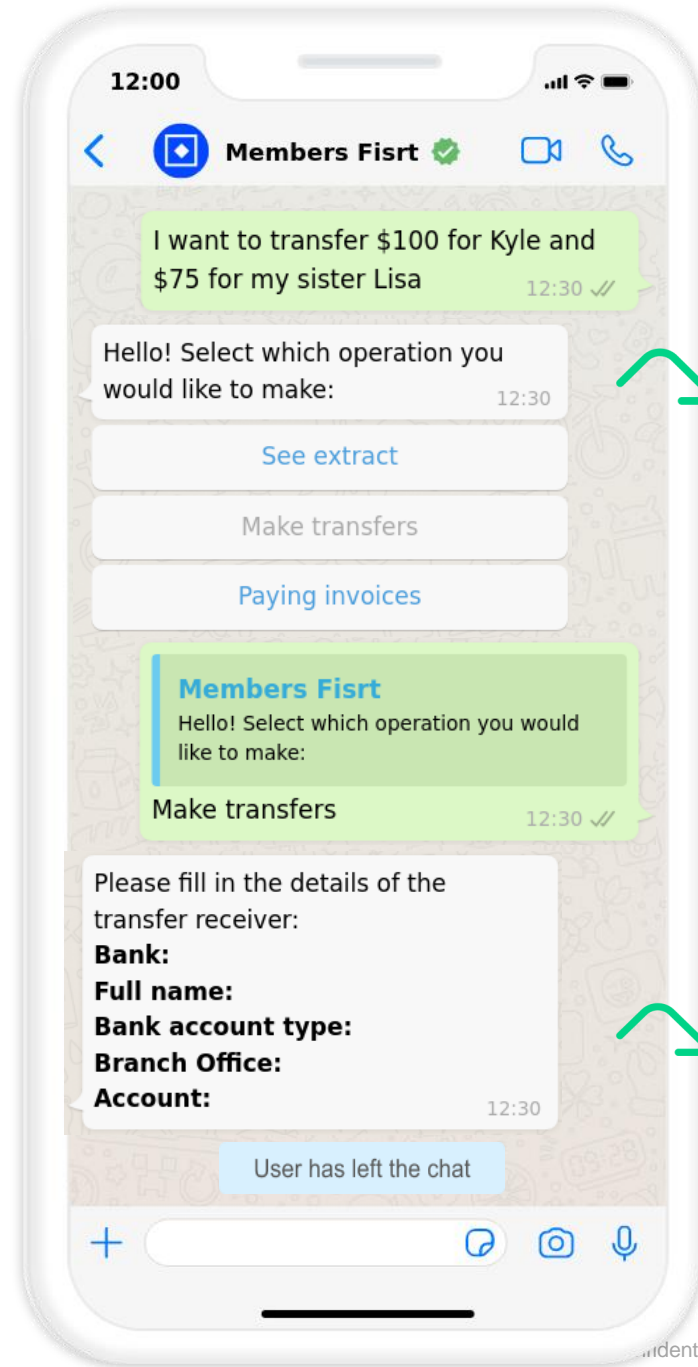 12:00
Members Fisrt
I want to transfer $100 for Kyle and
$75 for my sister Lisa
12:30
Hello! Select which operation you
would like to make:
12:30
See extract
Make transfers
Paying invoices
Members Fisrt
Hello! Select which operation you would
like to make:
Make transfers
12:30
Please fill in the details of the
transfer receiver:
Bank:
Full name:
Bank account type:
Branch Office:
Account:
12:30
User has left the chat